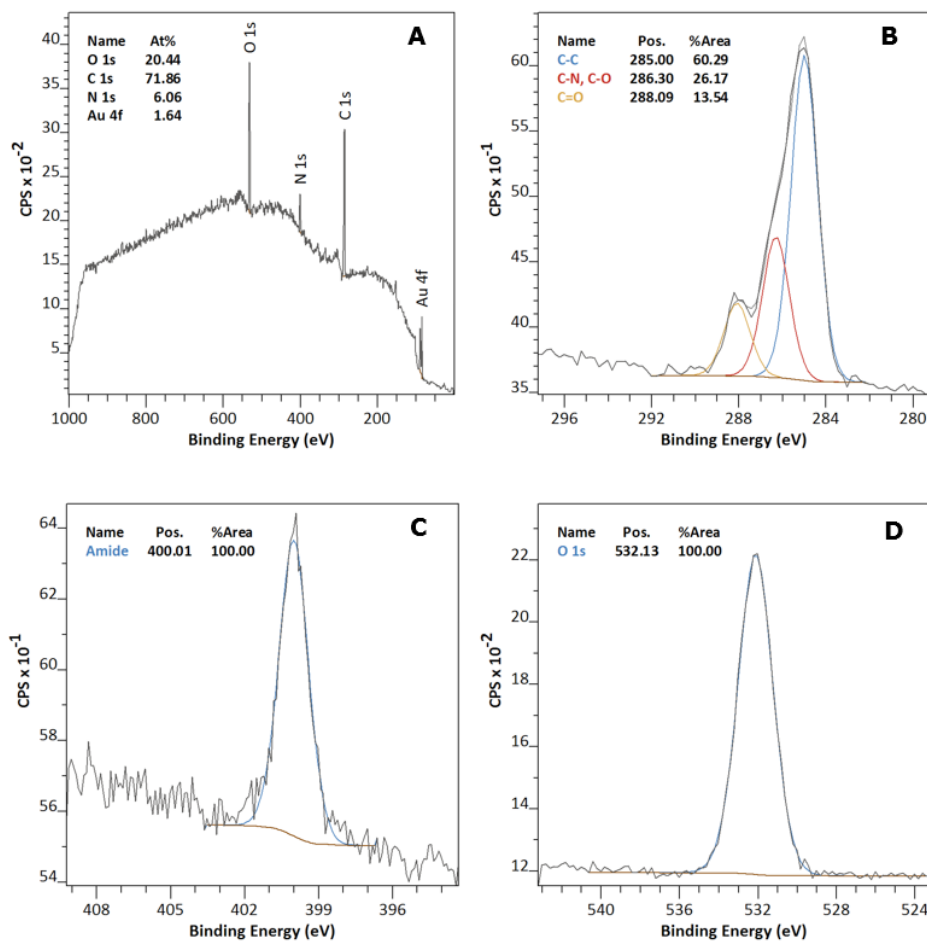 A
Name At%
O 1s 20.44
C 1s 71.86
N 1s 6.06
Au 4f 1.64
O 1s
N 1s
C 1s
Au 4f
CPS x 10⁻²
40
35
30
25
20
15
10
5
1000 800 600 400 200
Binding Energy (eV)
B
Name Pos. %Area
C-C 285.00 60.29
C-N, C-O 286.30 26.17
C=O 288.09 13.54
CPS x 10⁻¹
60
55
50
45
40
35
296 292 288 284 280
Binding Energy (eV)
C
Name Pos. %Area
Amide 400.01 100.00
CPS x 10⁻¹
64
62
60
58
56
54
408 405 402 399 396
Binding Energy (eV)
D
Name Pos. %Area
O 1s 532.13 100.00
CPS x 10⁻²
22
20
18
16
14
12
540 536 532 528 524
Binding Energy (eV)